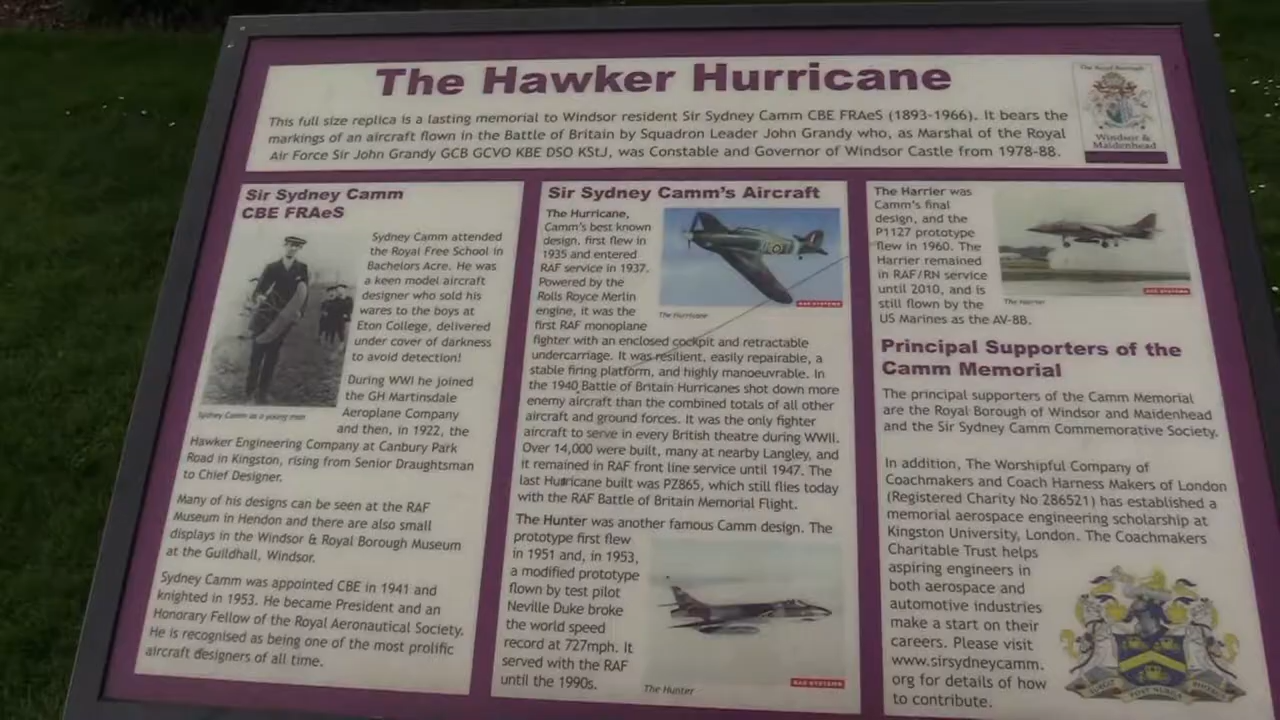 The Hawker Hurricane
This full size replica is a lasting memorial to Windsor resident Sir Sydney Camm CBE FRAeS (1893-1966). It bears the
markings of an aircraft flown in the Battle of Britain by Squadron Leader John Grandy who, as Marshal of the Royal
Air Force Sir John Grandy GCB GCVO KBE DSO KStJ, was Constable and Governor of Windsor Castle from 1978-88.
The Royal Borough
Windsor &
Maidenhead
Sir Sydney Camm
CBE FRAeS
Sydney Camm attended
the Royal Free School in
Bachelors Acre. He was
a keen model aircraft
designer who sold his
wares to the boys at
Eton College, delivered
under cover of darkness
to avoid detection!
Sydney Camm as a young man
During WWI he joined
the GH Martinsdale
Aeroplane Company
and then, in 1922, the
Hawker Engineering Company at Canbury Park
Road in Kingston, rising from Senior Draughtsman
to Chief Designer.
Many of his designs can be seen at the RAF
Museum in Hendon and there are also small
displays in the Windsor & Royal Borough Museum
at the Guildhall, Windsor.
Sydney Camm was appointed CBE in 1941 and
knighted in 1953. He became President and an
Honorary Fellow of the Royal Aeronautical Society.
He is recognised as being one of the most prolific
aircraft designers of all time.
Sir Sydney Camm's Aircraft
The Hurricane,
Camm's best known
design, first flew in
1935 and entered
RAF service in 1937.
Powered by the
Rolls Royce Merlin
engine, it was the
first RAF monoplane
fighter with an enclosed cockpit and retractable
undercarriage. It was resilient, easily repairable, a
stable firing platform, and highly manoeuvrable. In
the 1940 Battle of Britain Hurricanes shot down more
enemy aircraft than the combined totals of all other
aircraft and ground forces. It was the only fighter
aircraft to serve in every British theatre during WWII.
Over 14,000 were built, many at nearby Langley, and
it remained in RAF front line service until 1947. The
last Hurricane built was PZ865, which still flies today
with the RAF Battle of Britain Memorial Flight.
BAE SYSTEMS
The Hurricane
The Hunter was another famous Camm design. The
prototype first flew
in 1951 and, in 1953,
a modified prototype
flown by test pilot
Neville Duke broke
the world speed
record at 727mph. It
served with the RAF
until the 1990s.
BAE SYSTEMS
The Hunter
The Harrier was
Camm's final
design, and the
P1127 prototype
flew in 1960. The
Harrier remained
in RAF/RN service
until 2010, and is
still flown by the
US Marines as the AV-8B.
BAE SYSTEMS
The Harrier
Principal Supporters of the
Camm Memorial
The principal supporters of the Camm Memorial
are the Royal Borough of Windsor and Maidenhead
and the Sir Sydney Camm Commemorative Society.
In addition, The Worshipful Company of
Coachmakers and Coach Harness Makers of London
(Registered Charity No 286521) has established a
memorial aerospace engineering scholarship at
Kingston University, London. The Coachmakers
Charitable Trust helps
aspiring engineers in
both aerospace and
automotive industries
make a start on their
careers. Please visit
www.sirsydneycamm.
org for details of how
to contribute.
SURGIT POST NUBILA PHOEBUS